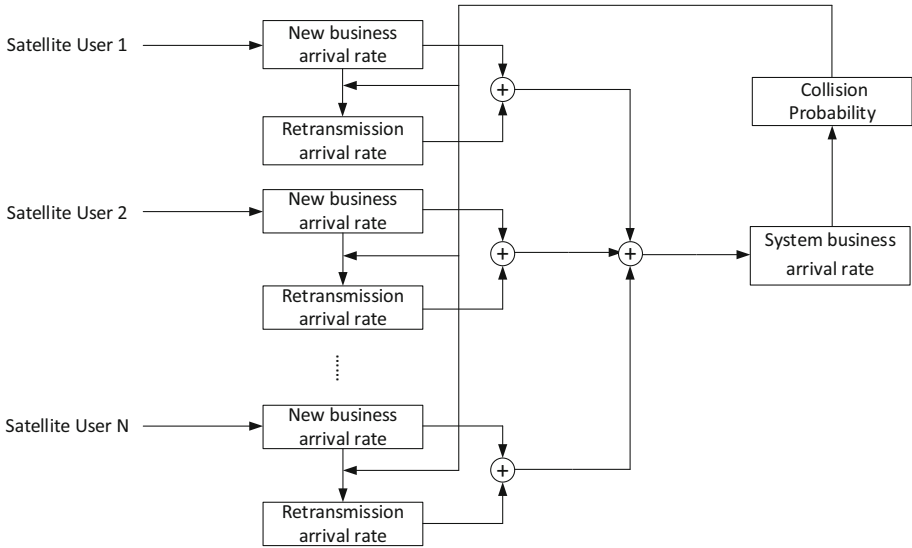 Satellite User 1
New business
arrival rate
+
Retransmission
arrival rate
Collision
Probability
Satellite User 2
New business
arrival rate
+
+
Retransmission
arrival rate
System business
arrival rate
......
Satellite User N
New business
arrival rate
+
Retransmission
arrival rate